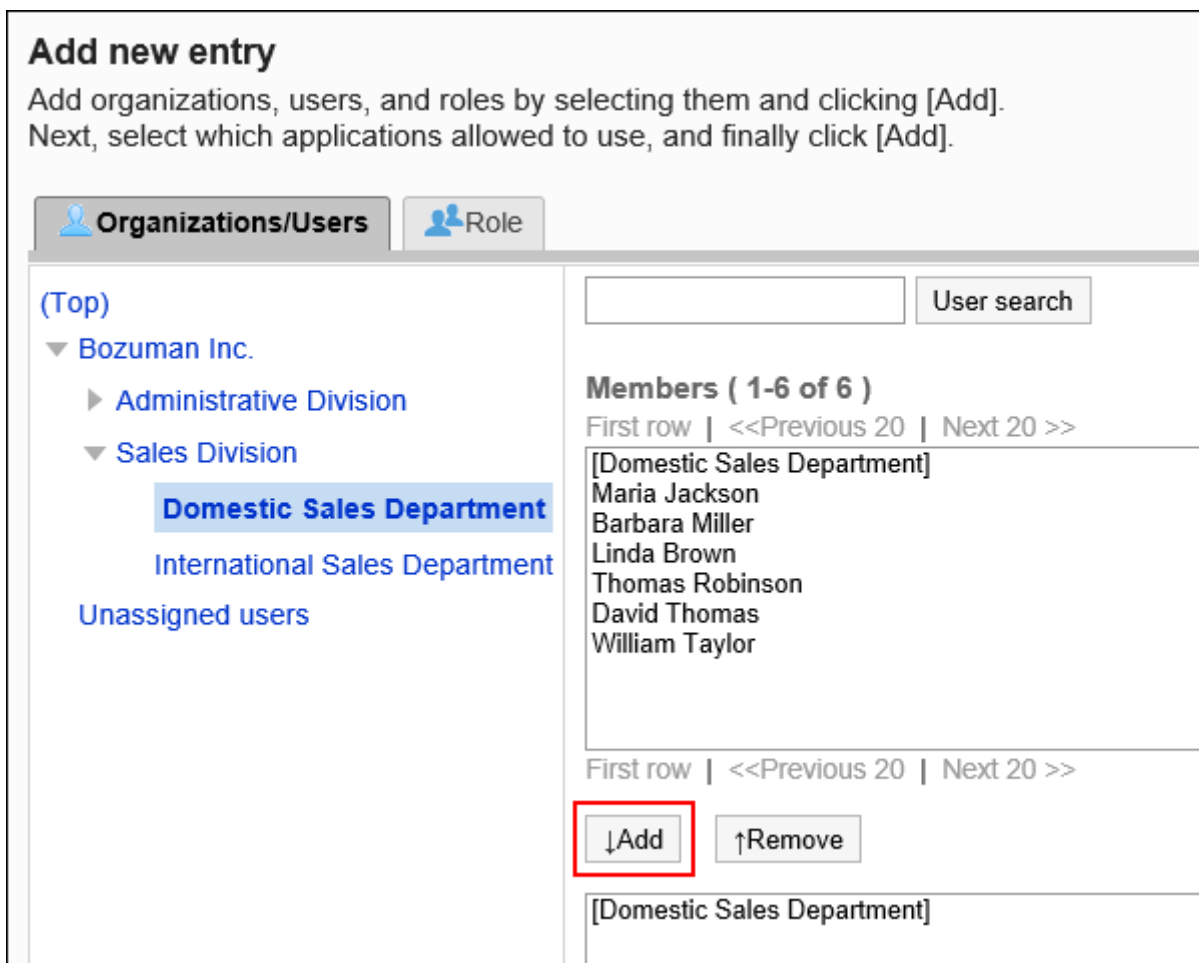 Add new entry
Add organizations, users, and roles by selecting them and clicking [Add].
Next, select which applications allowed to use, and finally click [Add].
Organizations/Users
Role
(Top)
Bozuman Inc.
Administrative Division
Sales Division
Domestic Sales Department
International Sales Department
Unassigned users
User search
Members ( 1-6 of 6 )
First row | <<Previous 20 | Next 20 >>
[Domestic Sales Department]
Maria Jackson
Barbara Miller
Linda Brown
Thomas Robinson
David Thomas
William Taylor
First row | <<Previous 20 | Next 20 >>
↓Add
↑Remove
[Domestic Sales Department]